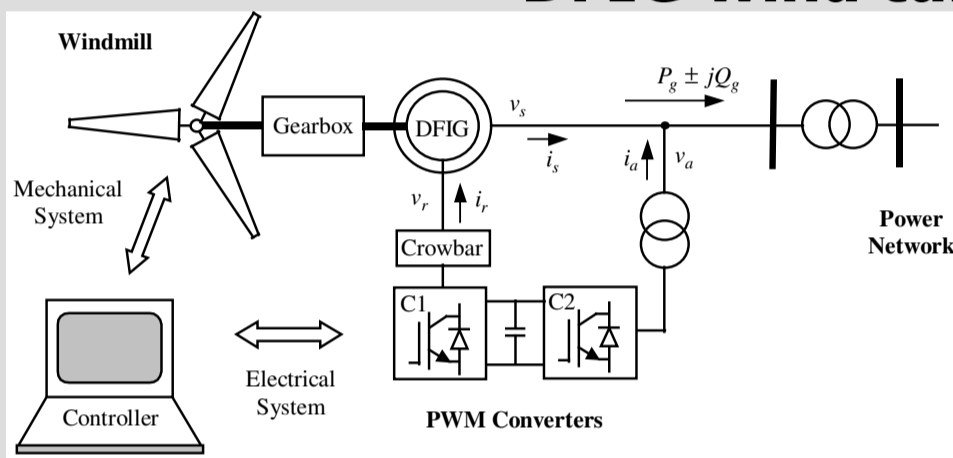 Windmill
Gearbox
DFIG
v_s
i_s
P_g ± jQ_g
i_a
v_a
Mechanical
System
v_r
i_r
Crowbar
Power
Network
C1
C2
Controller
Electrical
System
PWM Converters